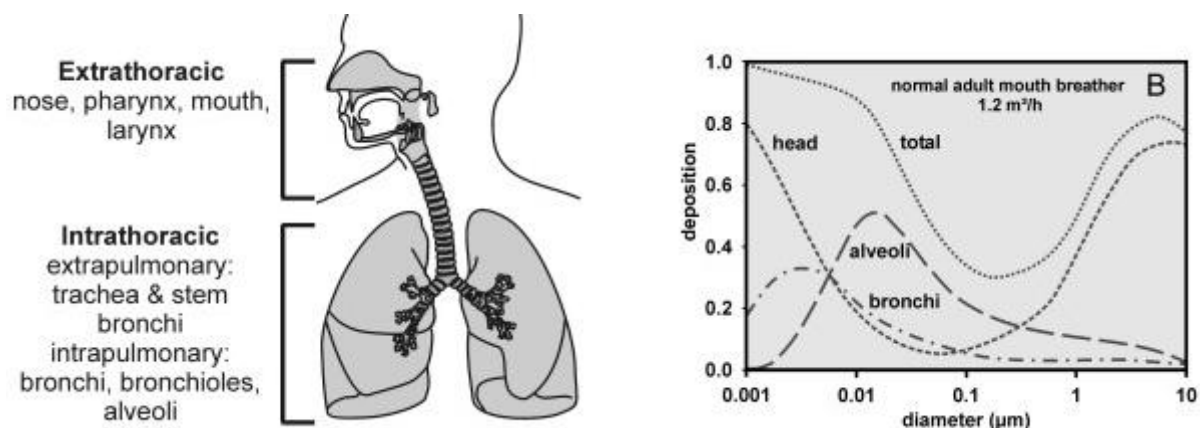 Extrathoracic
nose, pharynx, mouth,
larynx
Intrathoracic
extrapulmonary:
trachea & stem
bronchi
intrapulmonary:
bronchi, bronchioles,
alveoli
1.0
0.8
0.6
0.4
0.2
0.0
deposition
normal adult mouth breather
1.2 m³/h
B
head
total
alveoli
bronchi
0.001
0.01
0.1
1
10
diameter (µm)